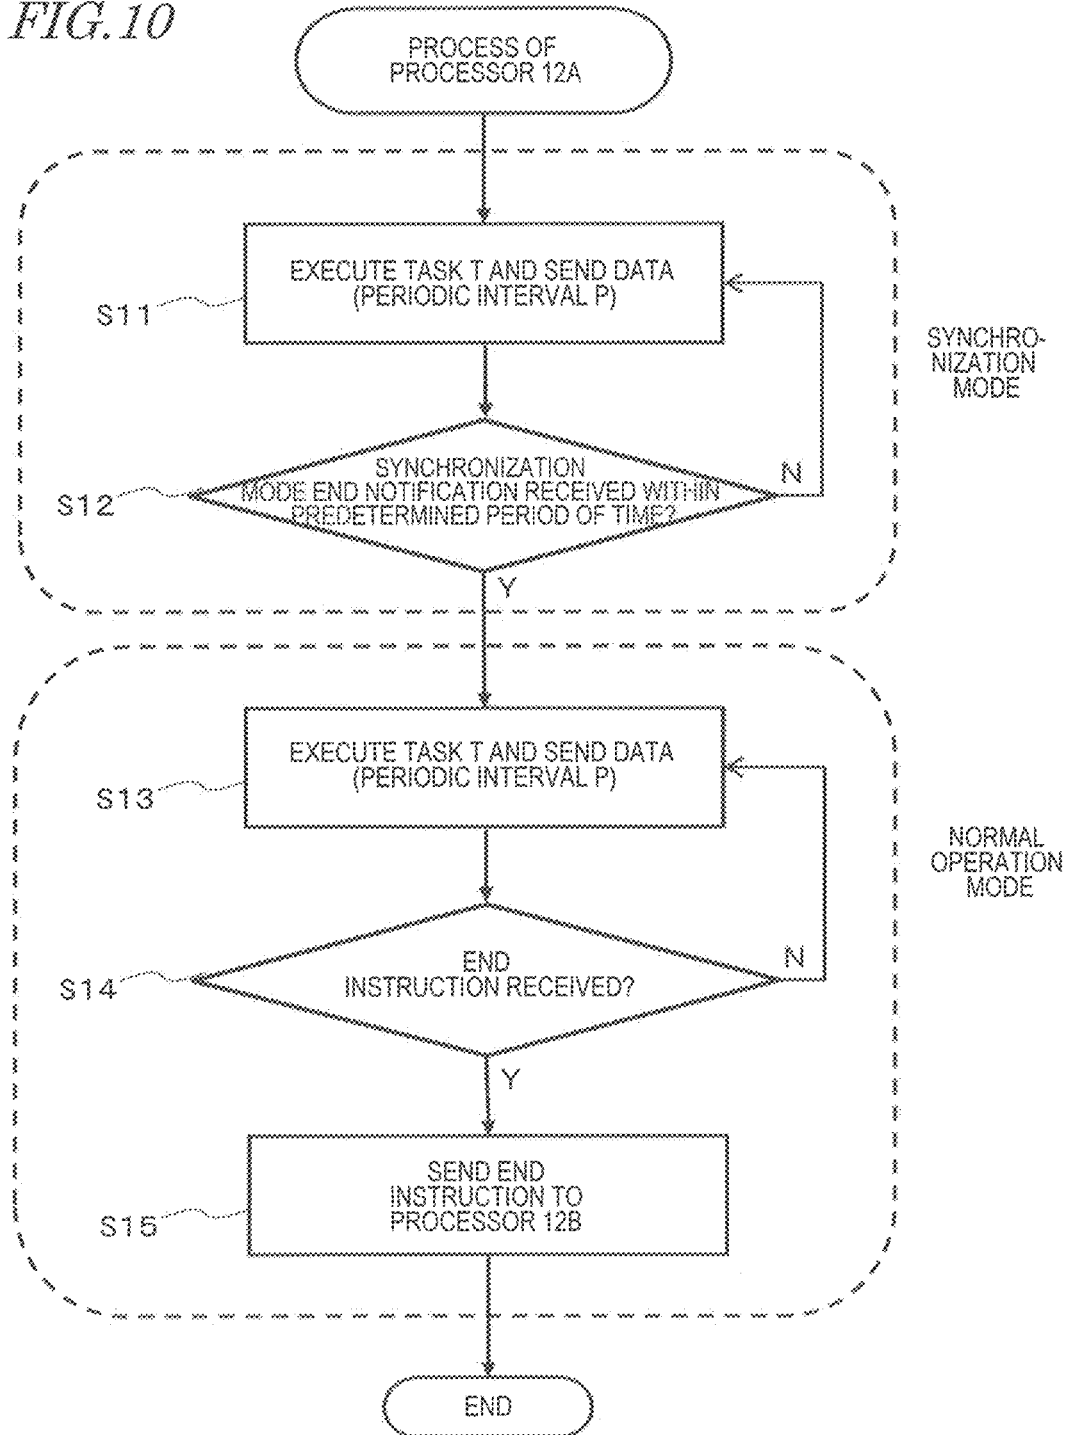 FIG. 10
PROCESS OF
PROCESSOR 12A
EXECUTE TASK T AND SEND DATA
(PERIODIC INTERVAL P)
S11
SYNCHRO-
NIZATION
MODE
SYNCHRONIZATION
MODE END NOTIFICATION RECEIVED WITHIN
PREDETERMINED PERIOD OF TIME?
N
S12
Y
EXECUTE TASK T AND SEND DATA
(PERIODIC INTERVAL P)
S13
NORMAL
OPERATION
MODE
END
INSTRUCTION RECEIVED?
N
S14
Y
SEND END
INSTRUCTION TO
PROCESSOR 12B
S15
END